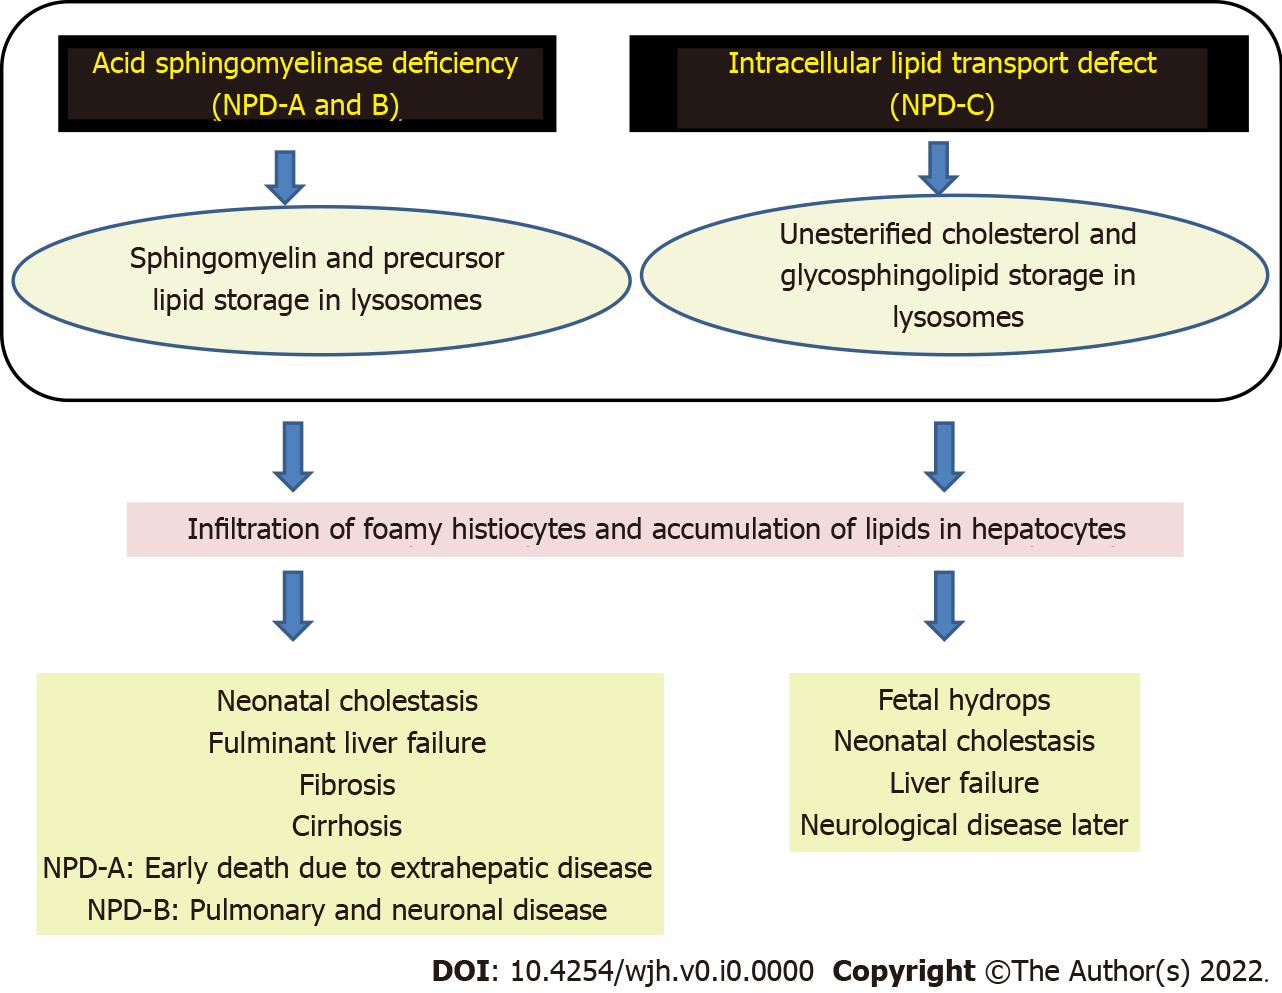 Acid sphingomyelinase deficiency
(NPD-A and B)
Intracellular lipid transport defect
(NPD-C)
Sphingomyelin and precursor
lipid storage in lysosomes
Unesterified cholesterol and
glycosphingolipid storage in
lysosomes
Infiltration of foamy histiocytes and accumulation of lipids in hepatocytes
Neonatal cholestasis
Fulminant liver failure
Fibrosis
Cirrhosis
NPD-A: Early death due to extrahepatic disease
NPD-B: Pulmonary and neuronal disease
Fetal hydrops
Neonatal cholestasis
Liver failure
Neurological disease later
DOI: 10.4254/wjh.v0.i0.0000 Copyright ©The Author(s) 2022.